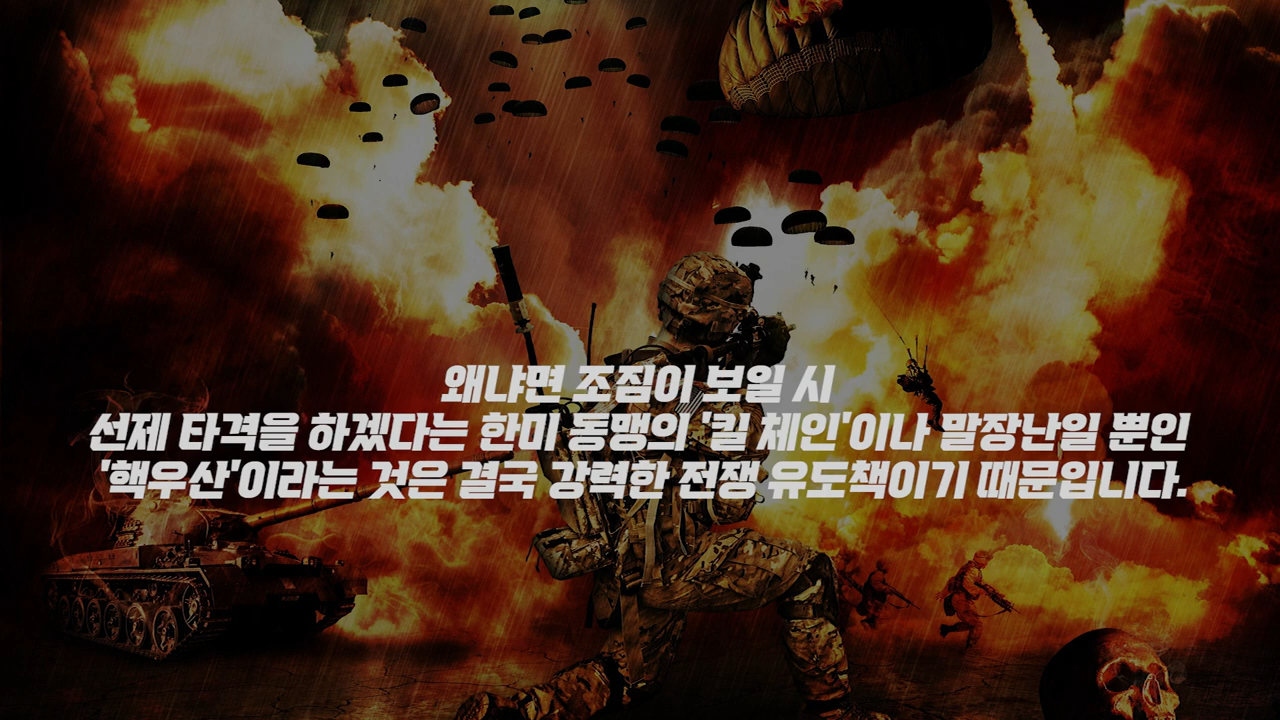 왜냐면 조짐이 보일 시
선제 타격을 하겠다는 한미 동맹의 '킬 체인'이나 말장난일 뿐인
'핵우산'이라는 것은 결국 강력한 전쟁 유도책이기 때문입니다.